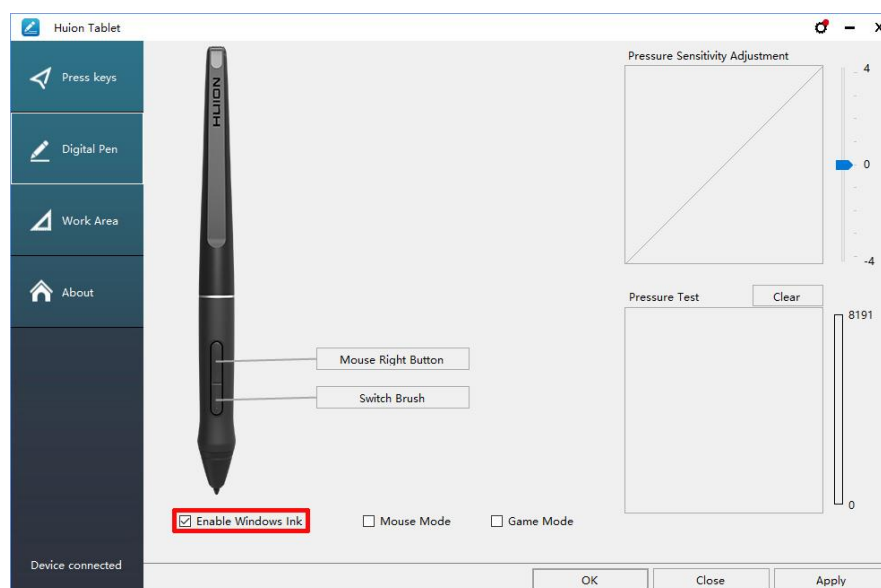 Huion Tablet
Press keys
Digital Pen
Work Area
About
Device connected
HUION
Mouse Right Button
Switch Brush
Enable Windows Ink
Mouse Mode
Game Mode
Pressure Sensitivity Adjustment
4
0
-4
Pressure Test
Clear
8191
0
OK
Close
Apply